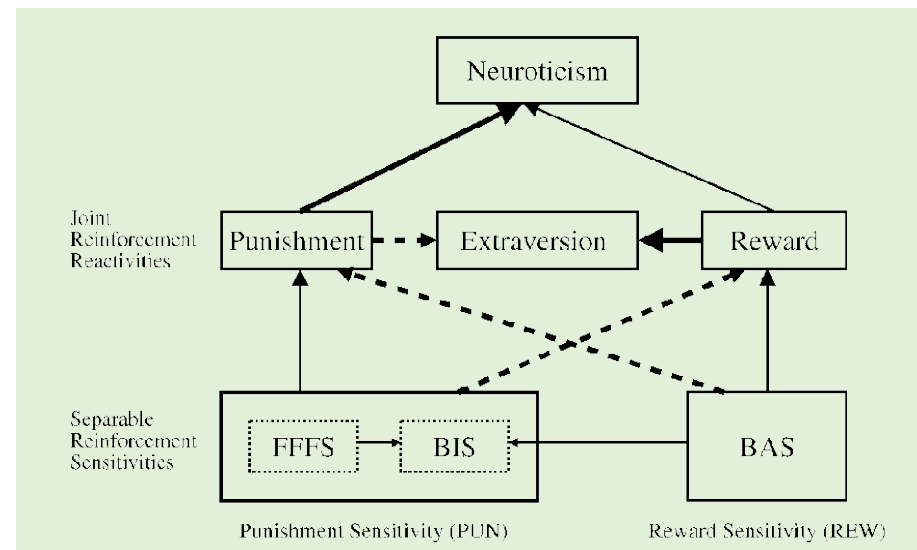 Neuroticism
Joint
Reinforcement
Reactivities
Punishment
Extraversion
Reward
Separable
Reinforcement
Sensitivities
FFFS
BIS
BAS
Punishment Sensitivity (PUN)
Reward Sensitivity (REW)